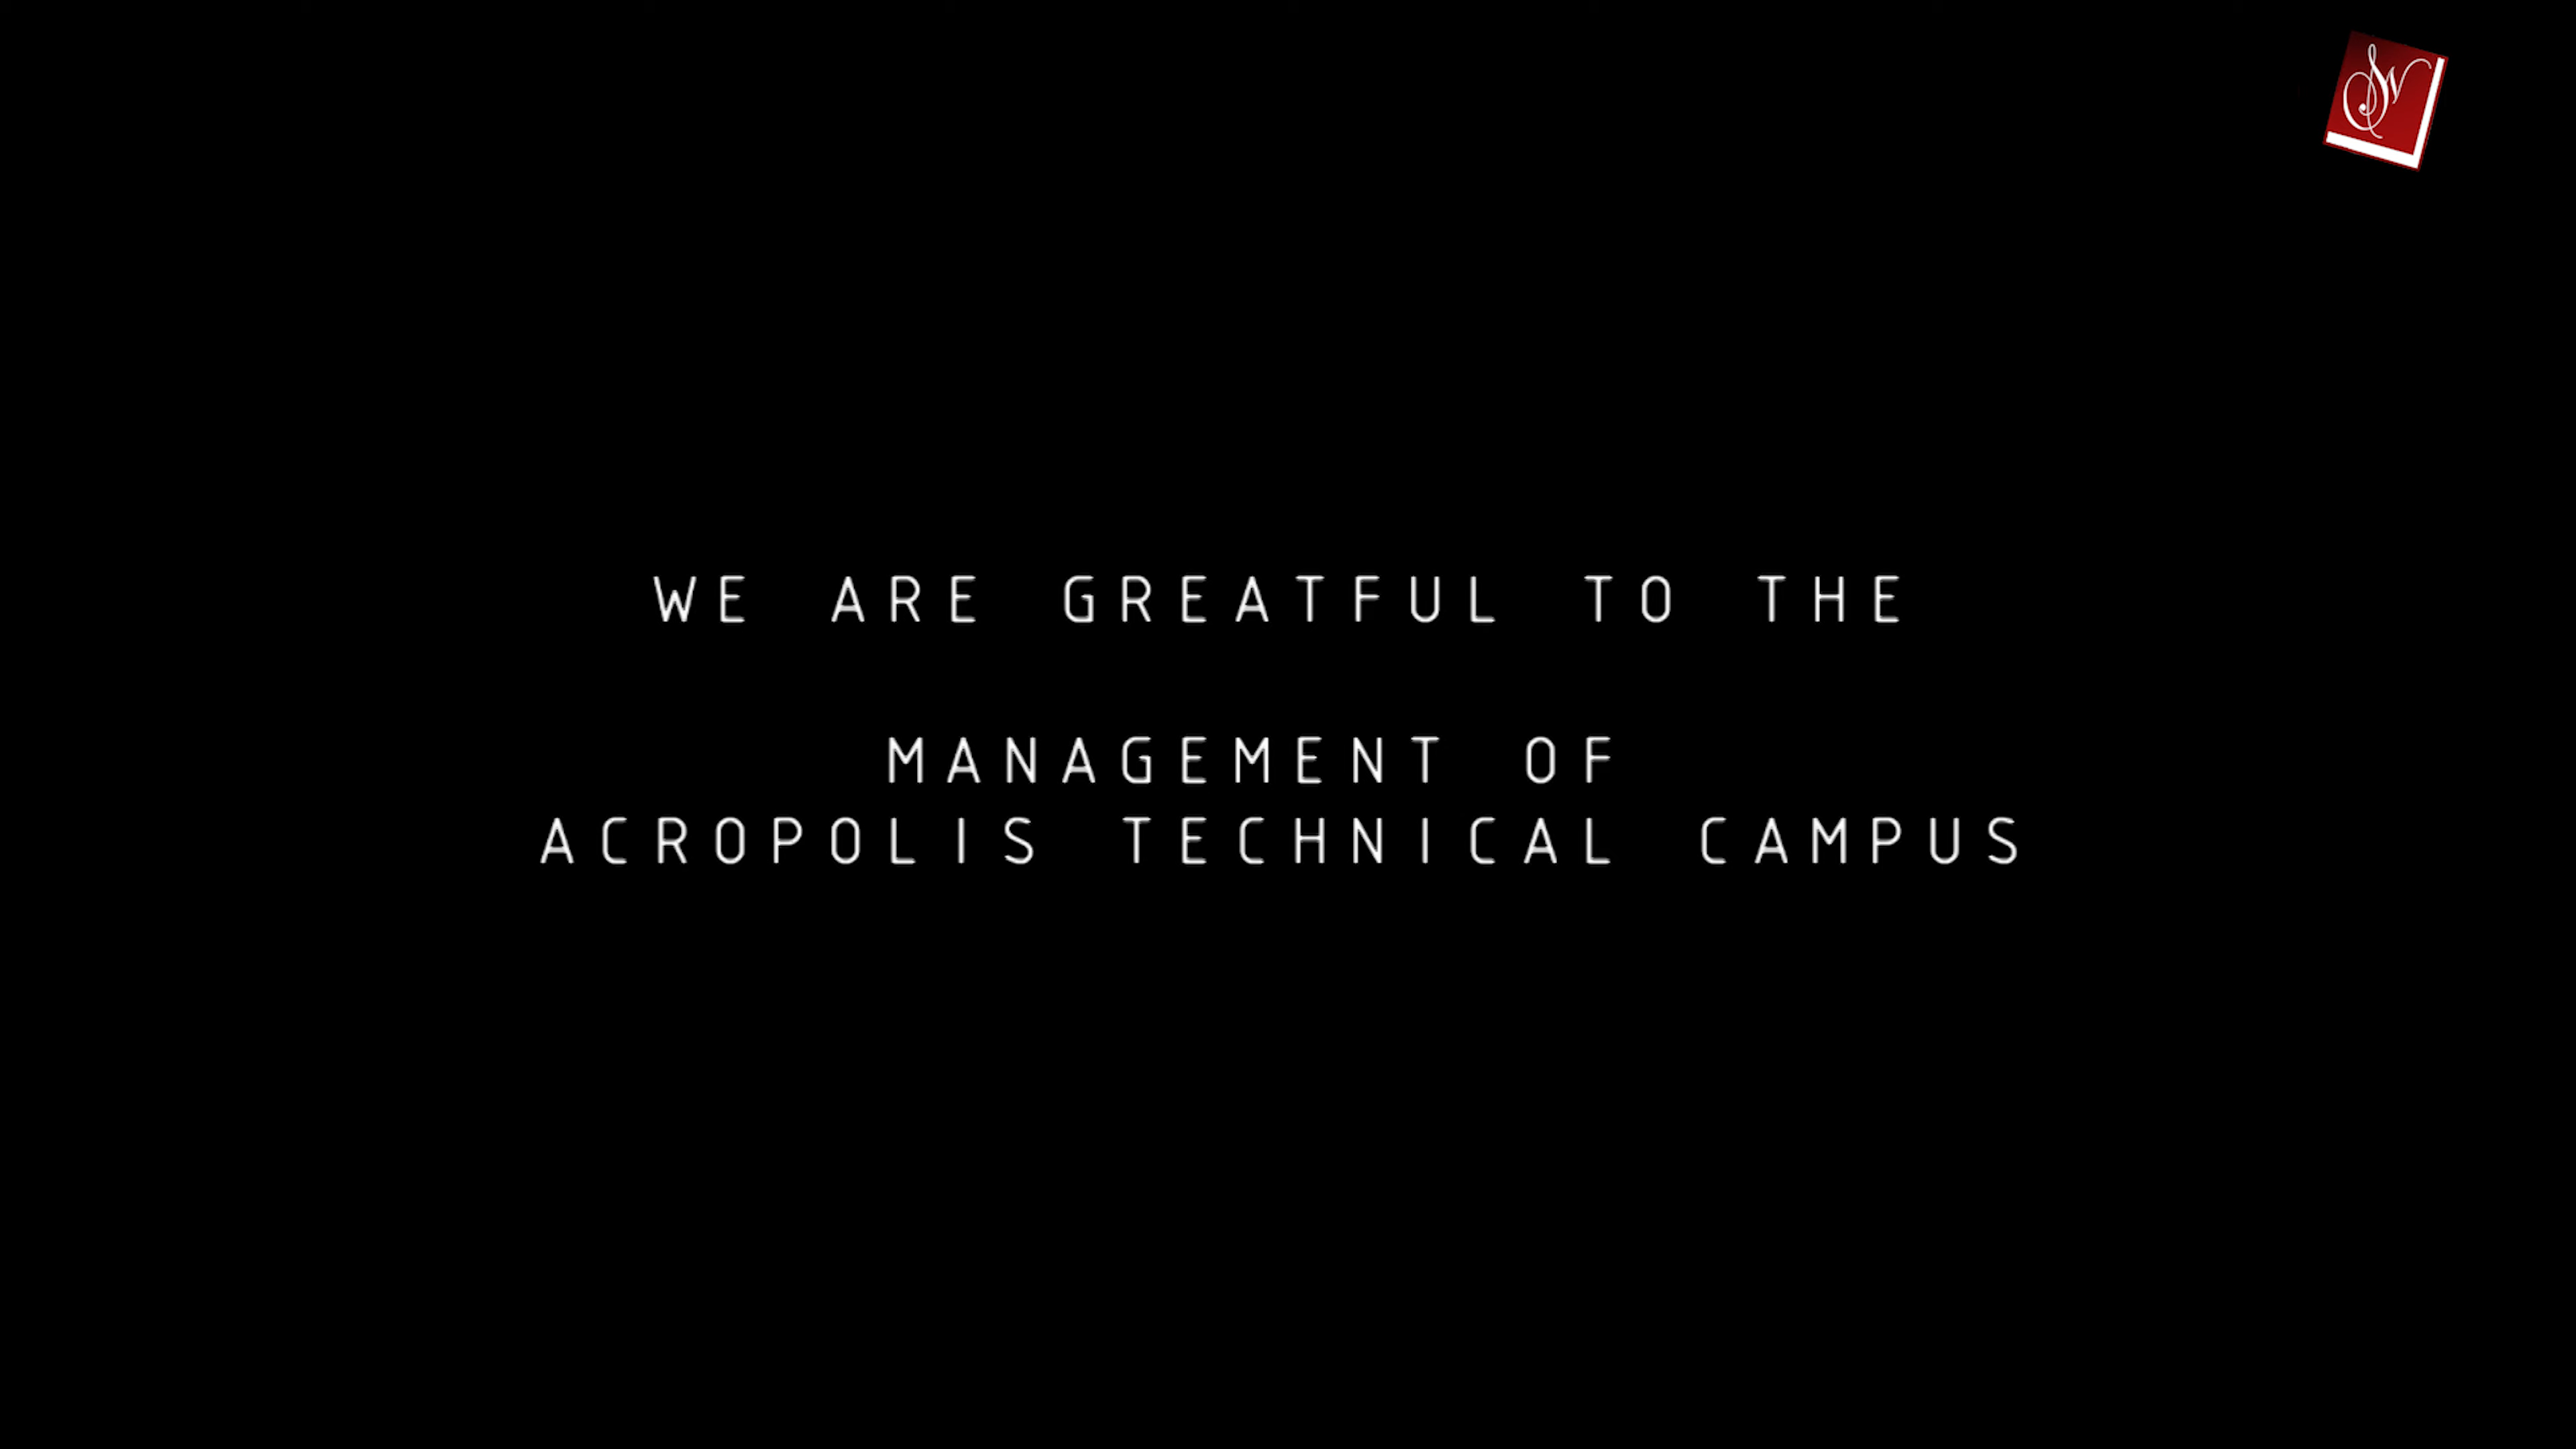 WE ARE GREATFUL TO THE
MANAGEMENT OF
ACROPOLIS TECHNICAL CAMPUS